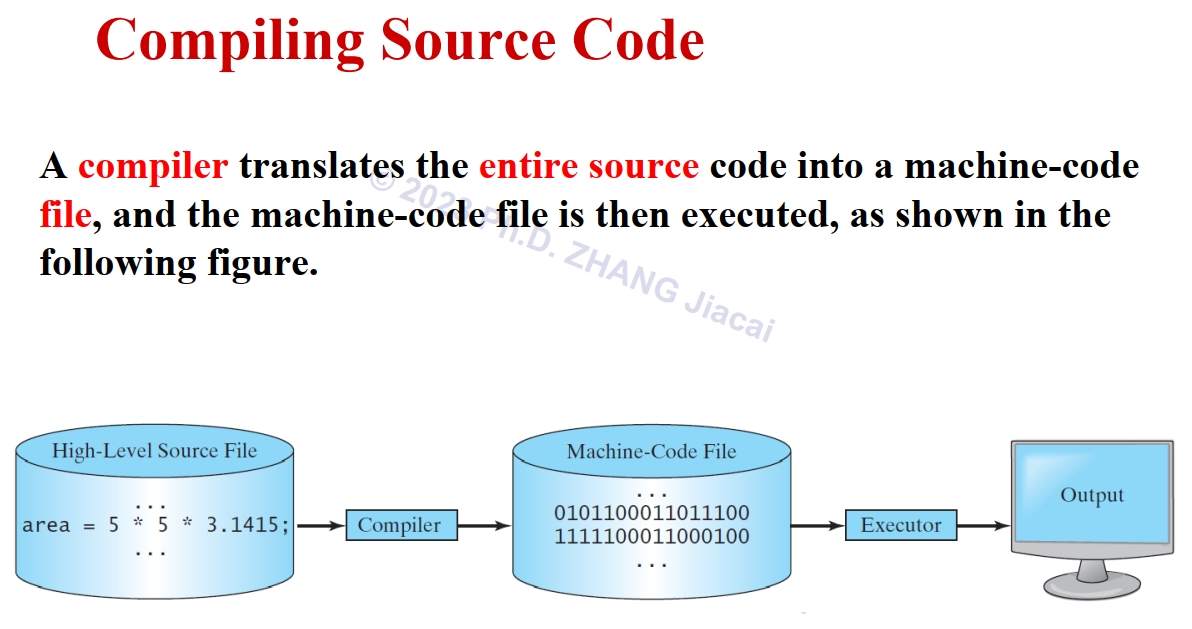 Compiling Source Code
A compiler translates the entire source code into a machine-code
file, and the machine-code file is then executed, as shown in the
following figure.
High-Level Source File
...
area = 5 * 5 * 3.1415;
...
Compiler
Machine-Code File
...
0101100011011100
1111100011000100
...
Executor
Output
Ph.D. ZHANG Jiacai